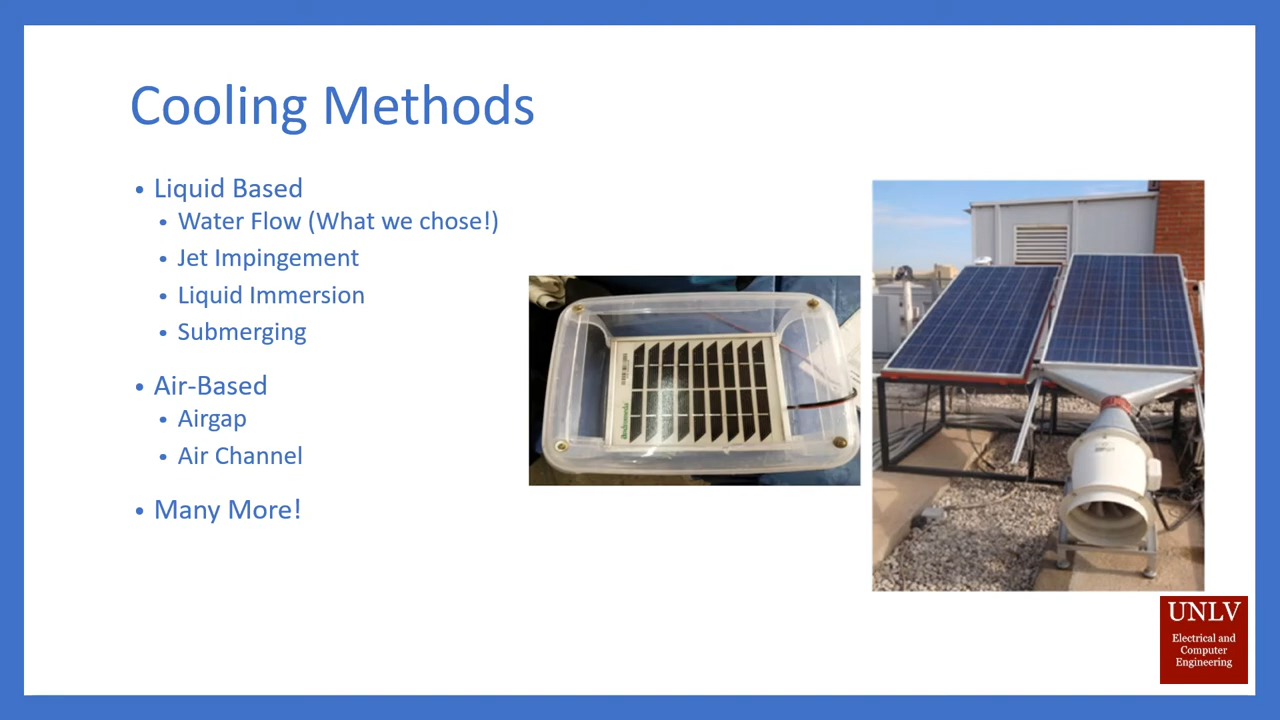 Cooling Methods
• Liquid Based
• Water Flow (What we chose!)
• Jet Impingement
• Liquid Immersion
• Submerging
• Air-Based
• Airgap
• Air Channel
• Many More!
UNLV
Electrical and
Computer
Engineering